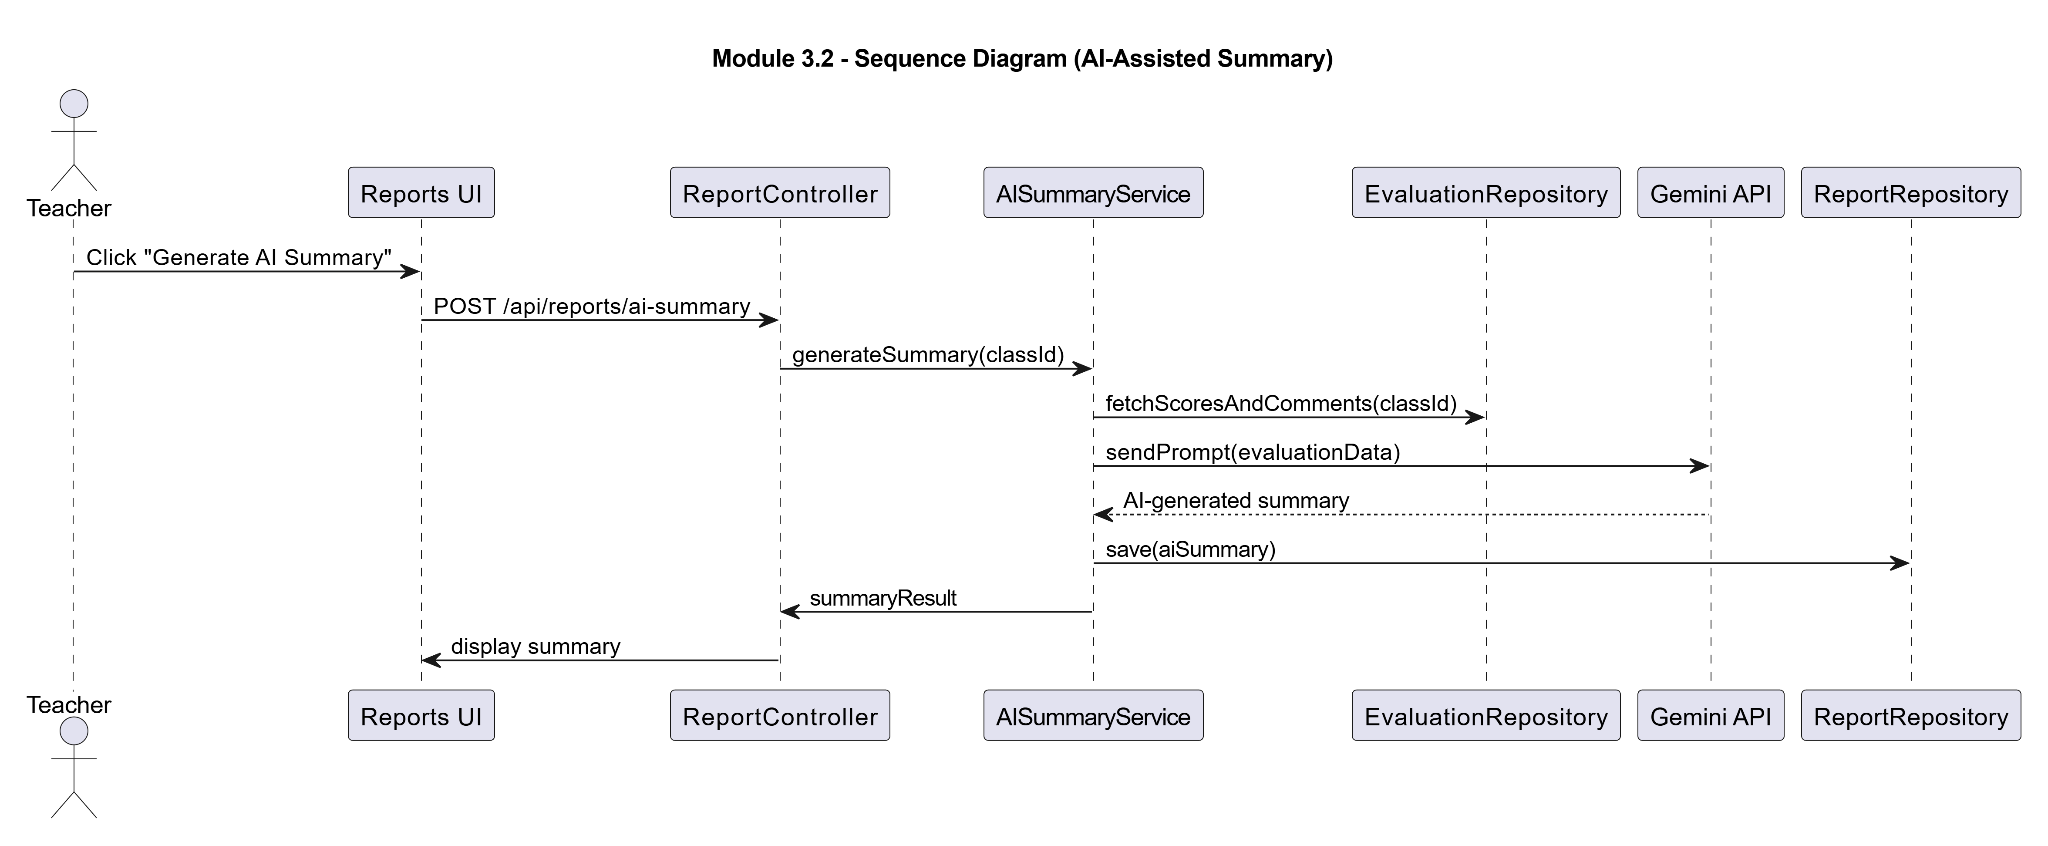 Module 3.2 - Sequence Diagram (AI-Assisted Summary)
Teacher
Reports UI
ReportController
AISummaryService
EvaluationRepository
Gemini API
ReportRepository
Click "Generate AI Summary"
POST /api/reports/ai-summary
generateSummary(classId)
fetchScoresAndComments(classId)
sendPrompt(evaluationData)
AI-generated summary
save(aiSummary)
summaryResult
display summary
Teacher
Reports UI
ReportController
AISummaryService
EvaluationRepository
Gemini API
ReportRepository